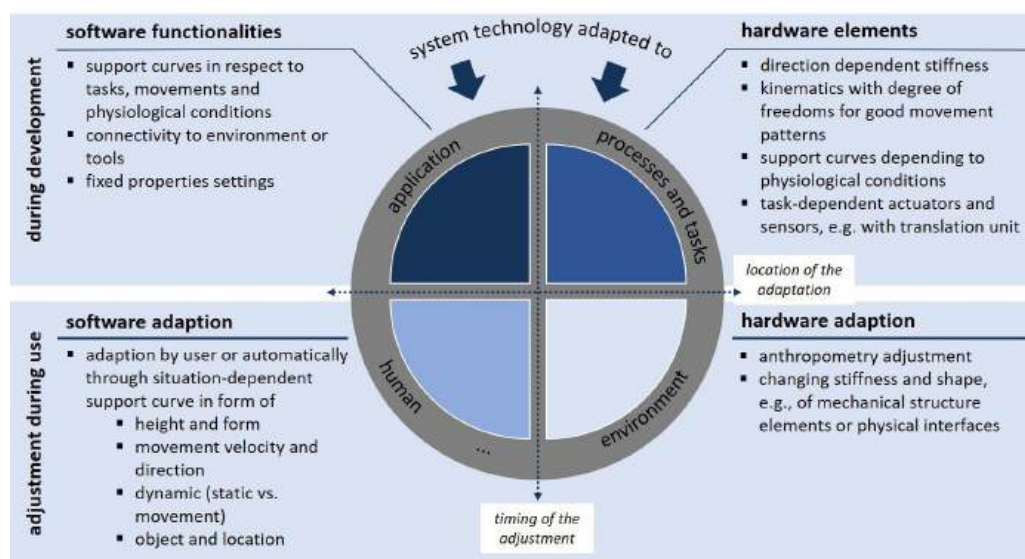 system technology adapted to
during development
software functionalities
▪ support curves in respect to
tasks, movements and
physiological conditions
▪ connectivity to environment or
tools
▪ fixed properties settings
hardware elements
▪ direction dependent stiffness
▪ kinematics with degree of
freedoms for good movement
patterns
▪ support curves depending to
physiological conditions
▪ task-dependent actuators and
sensors, e.g. with translation unit
application
processes and tasks
human
...
environment
location of the
adaptation
adjustment during use
software adaption
▪ adaption by user or automatically
through situation-dependent
support curve in form of
▪ height and form
▪ movement velocity and
direction
▪ dynamic (static vs.
movement)
▪ object and location
hardware adaption
▪ anthropometry adjustment
▪ changing stiffness and shape,
e.g., of mechanical structure
elements or physical interfaces
timing of the
adjustment